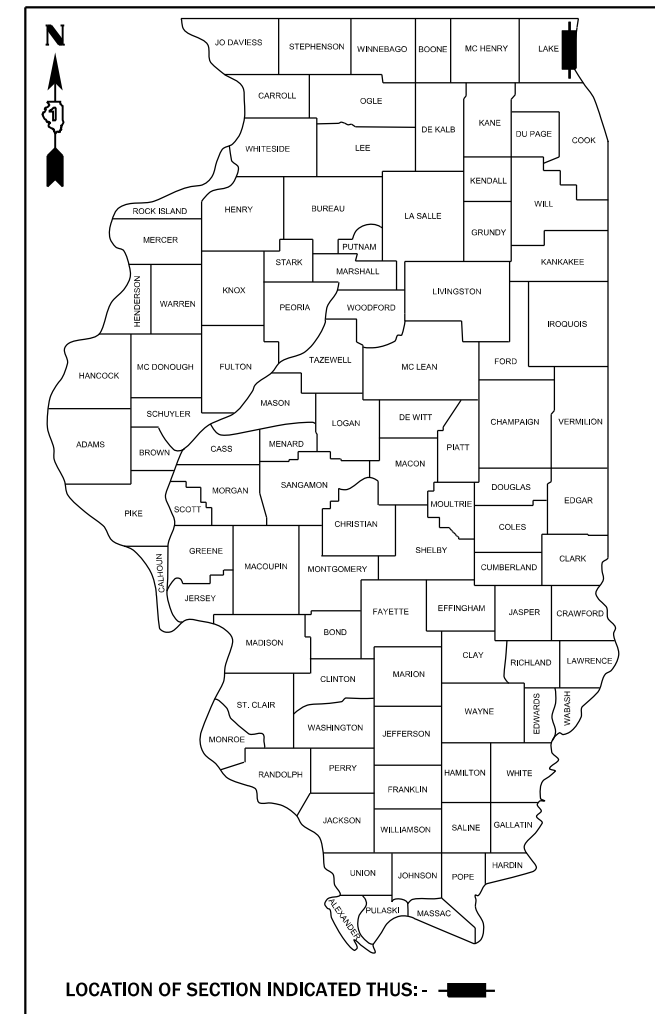 N
1
JO DAVIESS
STEPHENSON
WINNEBAGO
BOONE
MC HENRY
LAKE
CARROLL
OGLE
DE KALB
KANE
DU PAGE
COOK
WHITESIDE
LEE
KENDALL
WILL
ROCK ISLAND
HENRY
BUREAU
LA SALLE
GRUNDY
MERCER
PUTNAM
KANKAKEE
STARK
MARSHALL
HENDERSON
WARREN
KNOX
PEORIA
WOODFORD
LIVINGSTON
IROQUOIS
HANCOCK
MC DONOUGH
FULTON
TAZEWELL
MC LEAN
FORD
MASON
SCHUYLER
LOGAN
DE WITT
CHAMPAIGN
VERMILION
ADAMS
BROWN
CASS
MENARD
PIATT
MACON
MORGAN
SANGAMON
DOUGLAS
EDGAR
PIKE
SCOTT
MOULTRIE
CHRISTIAN
COLES
GREENE
SHELBY
CALHOUN
MACOUPIN
MONTGOMERY
CUMBERLAND
CLARK
JERSEY
FAYETTE
EFFINGHAM
JASPER
CRAWFORD
MADISON
BOND
CLAY
RICHLAND
LAWRENCE
CLINTON
MARION
ST. CLAIR
WAYNE
EDWARDS
WABASH
WASHINGTON
JEFFERSON
MONROE
RANDOLPH
PERRY
HAMILTON
WHITE
FRANKLIN
JACKSON
WILLIAMSON
SALINE
GALLATIN
UNION
JOHNSON
POPE
HARDIN
ALEXANDER
PULASKI
MASSAC
LOCATION OF SECTION INDICATED THUS: -